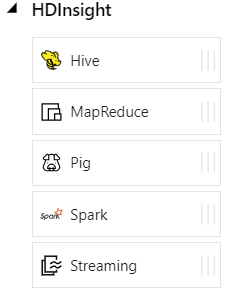 HDInsight
Hive
MapReduce
Pig
Spark Spark
Streaming